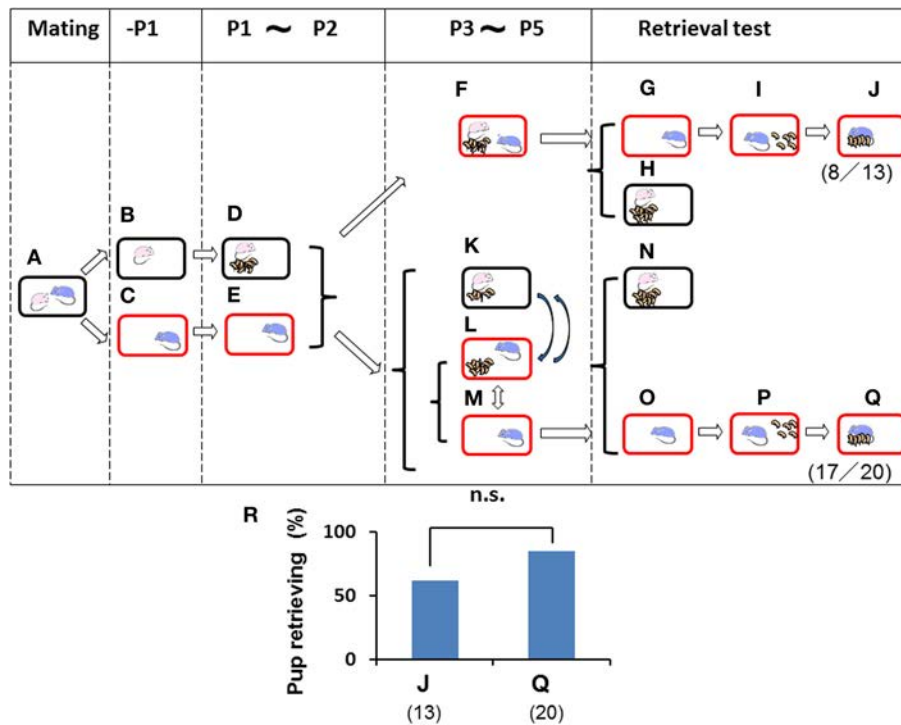 Mating -P1 P1 ~ P2 P3 ~ P5 Retrieval test
F G I J
(8/13)
H
B D K N
A
C E L
M O P Q
(17/20)
n.s.
R
Pup retrieving (%)
100
50
0
J Q
(13) (20)